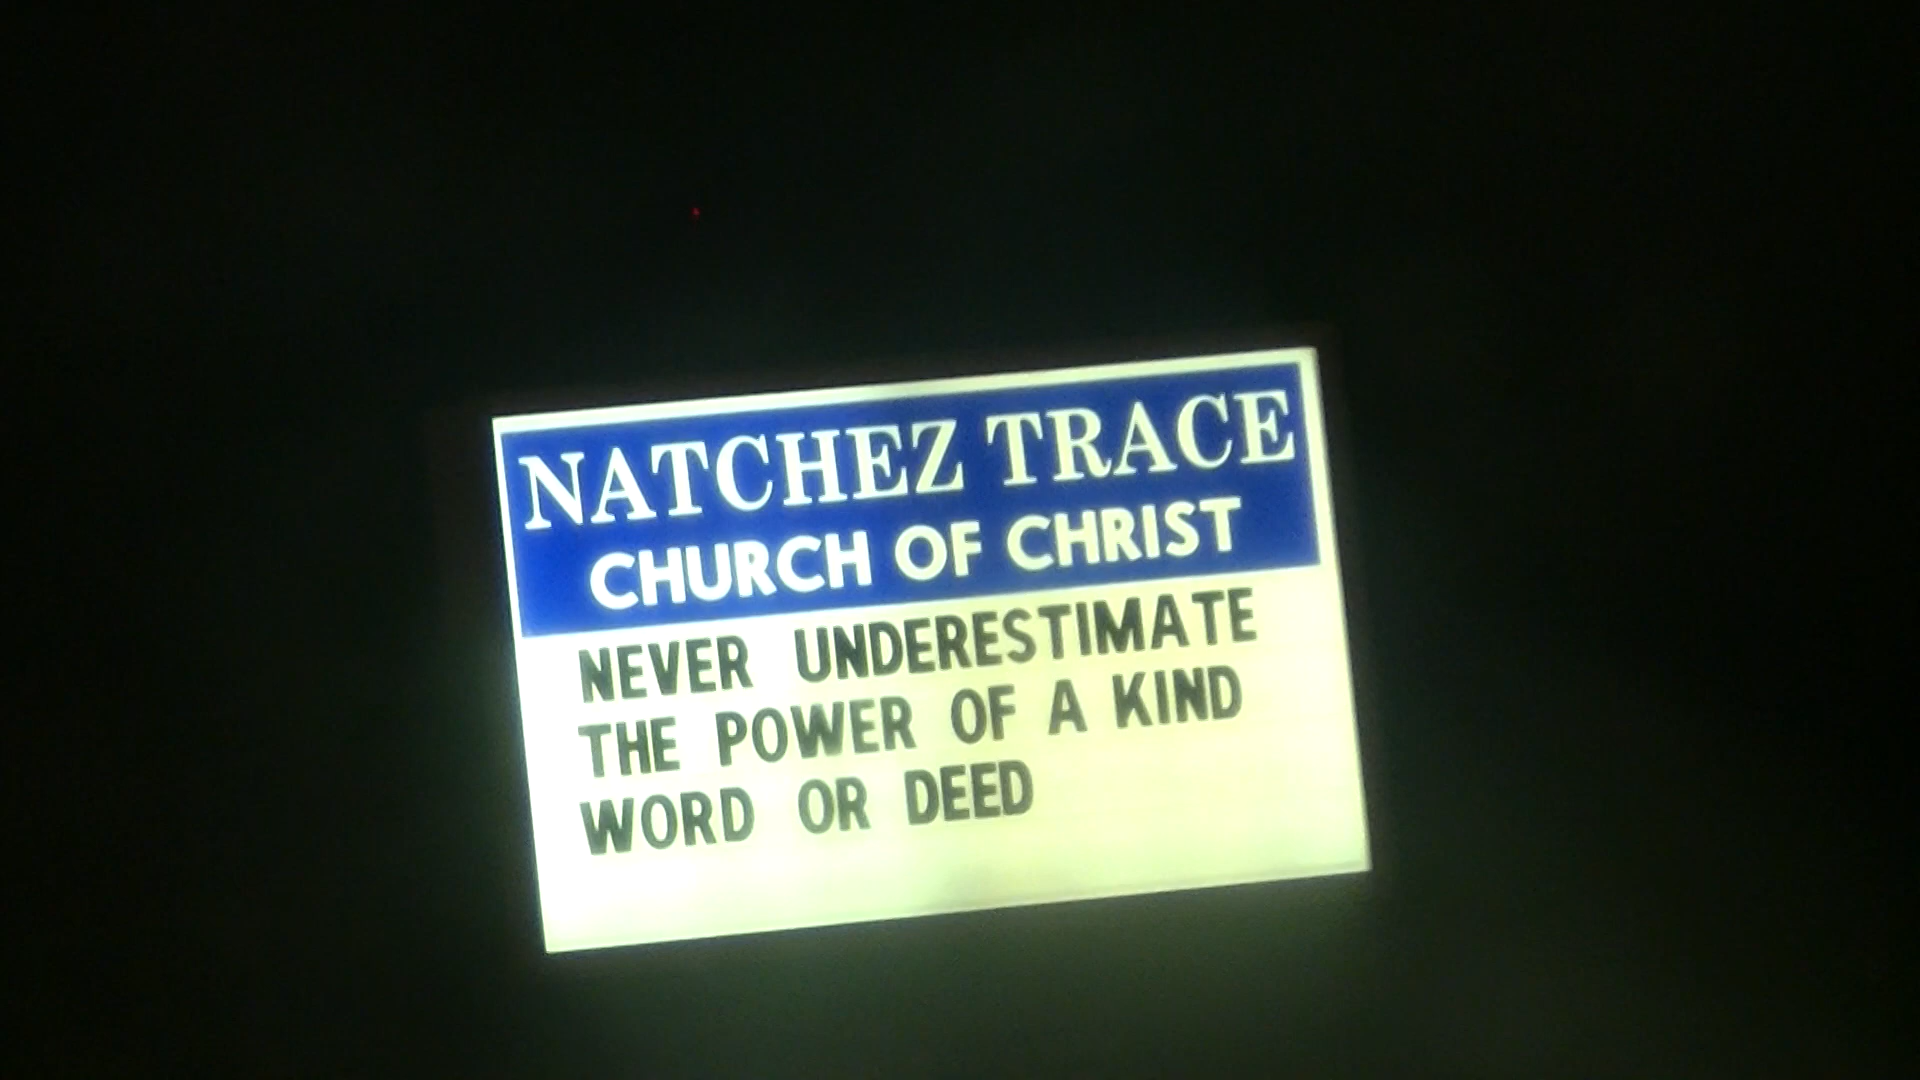 NATCHEZ TRACE
CHURCH OF CHRIST
NEVER UNDERESTIMATE
THE POWER OF A KIND
WORD OR DEED